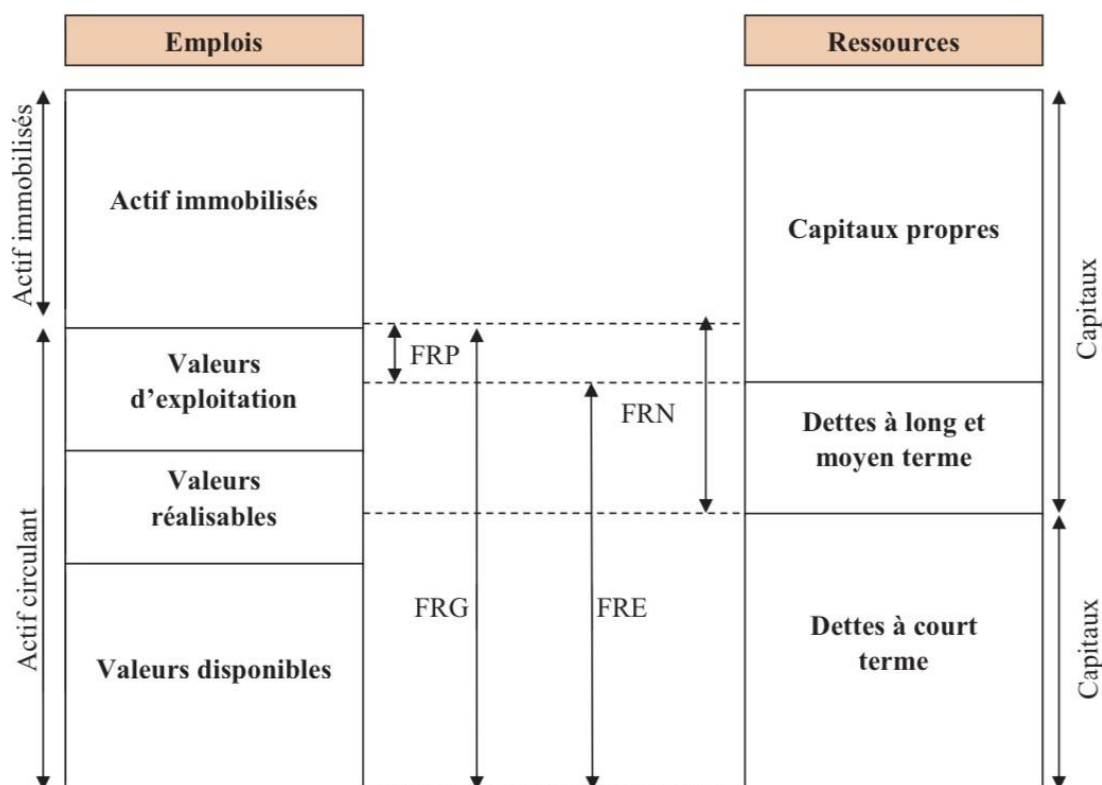 Emplois
Ressources
Actif immobilisés
Actif immobilisés
Capitaux propres
Capitaux
FRP
Valeurs
d’exploitation
FRN
Dettes à long et
moyen terme
Valeurs
réalisables
Actif circulant
FRG
FRE
Dettes à court
terme
Valeurs disponibles
Capitaux